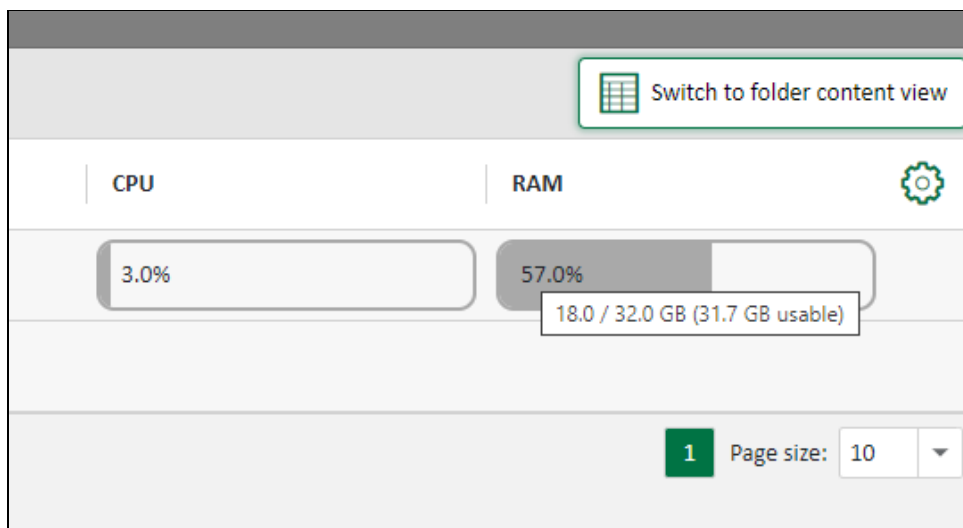 Switch to folder content view
CPU
RAM
3.0%
57.0%
18.0 / 32.0 GB (31.7 GB usable)
1
Page size:
10